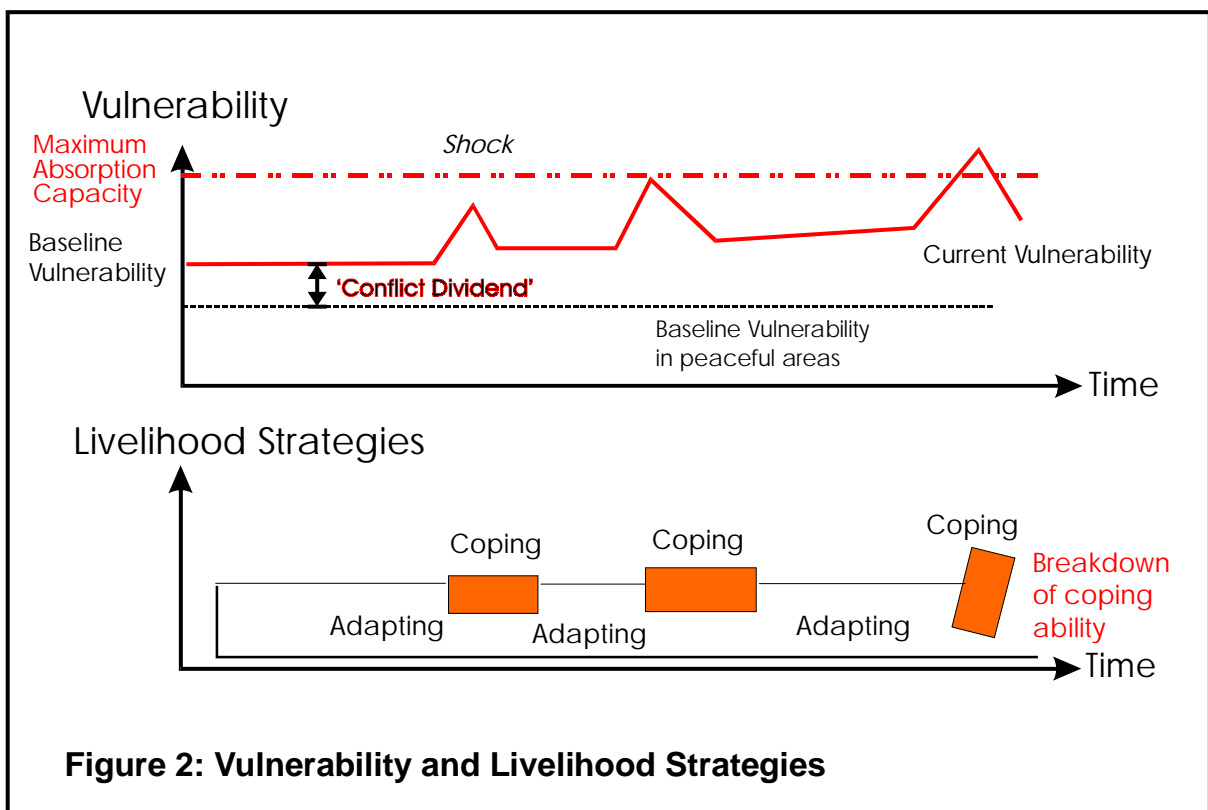 Vulnerability
Maximum
Absorption
Capacity
Shock
Baseline
Vulnerability
Current Vulnerability
'Conflict Dividend'
Baseline Vulnerability
in peaceful areas
Time
Livelihood Strategies
Coping
Coping
Coping
Breakdown
of coping
ability
Adapting
Adapting
Adapting
Time
Figure 2: Vulnerability and Livelihood Strategies